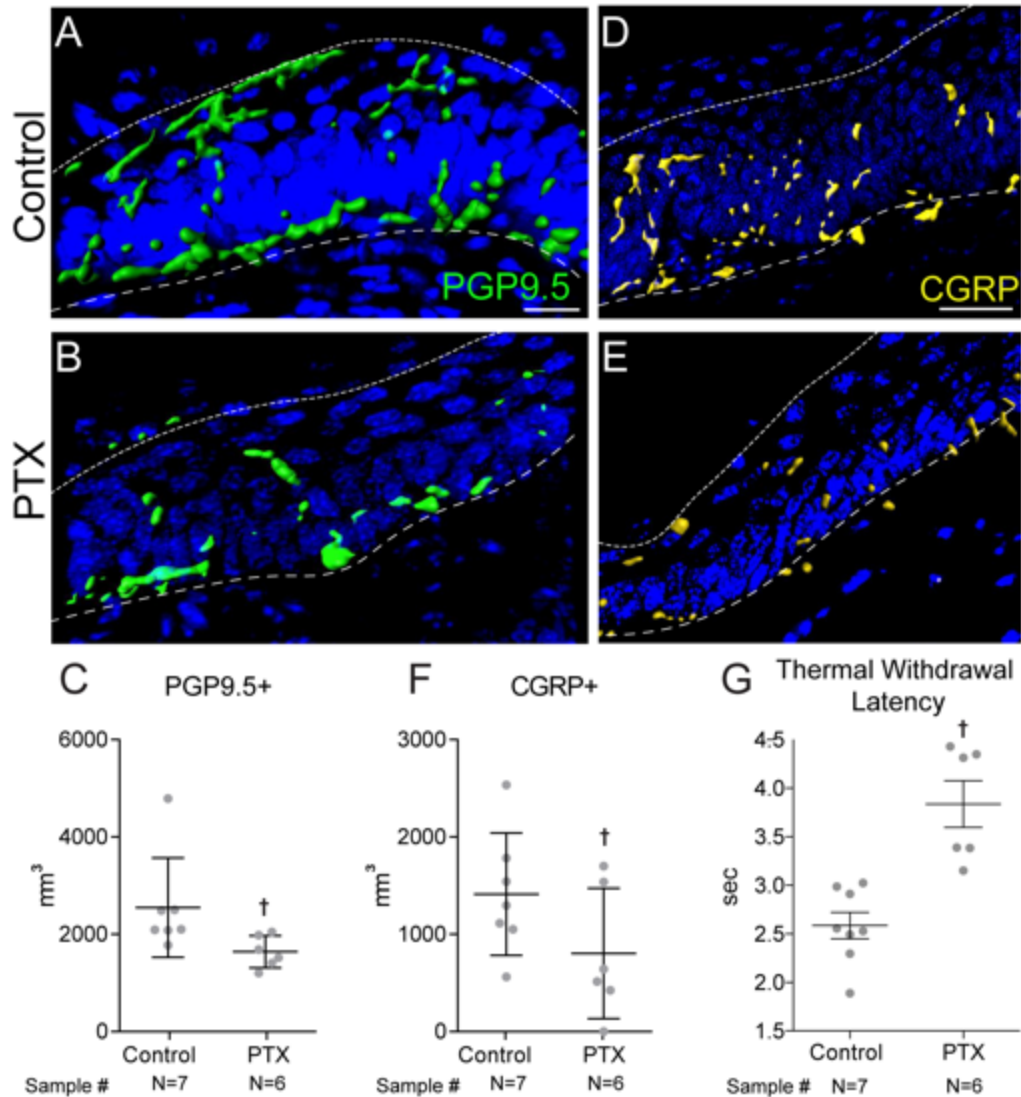 A
D
Control
PGP9.5
CGRP
B
E
PTX
C
PGP9.5+
6000
4000
2000
0
mm³
†
Control
PTX
Sample #
N=7
N=6
F
CGRP+
3000
2000
1000
0
mm³
†
Control
PTX
N=7
N=6
G
Thermal Withdrawal
Latency
4.5
4.0
3.5
3.0
2.5
2.0
1.5
sec
†
Control
PTX
Sample #
N=7
N=6